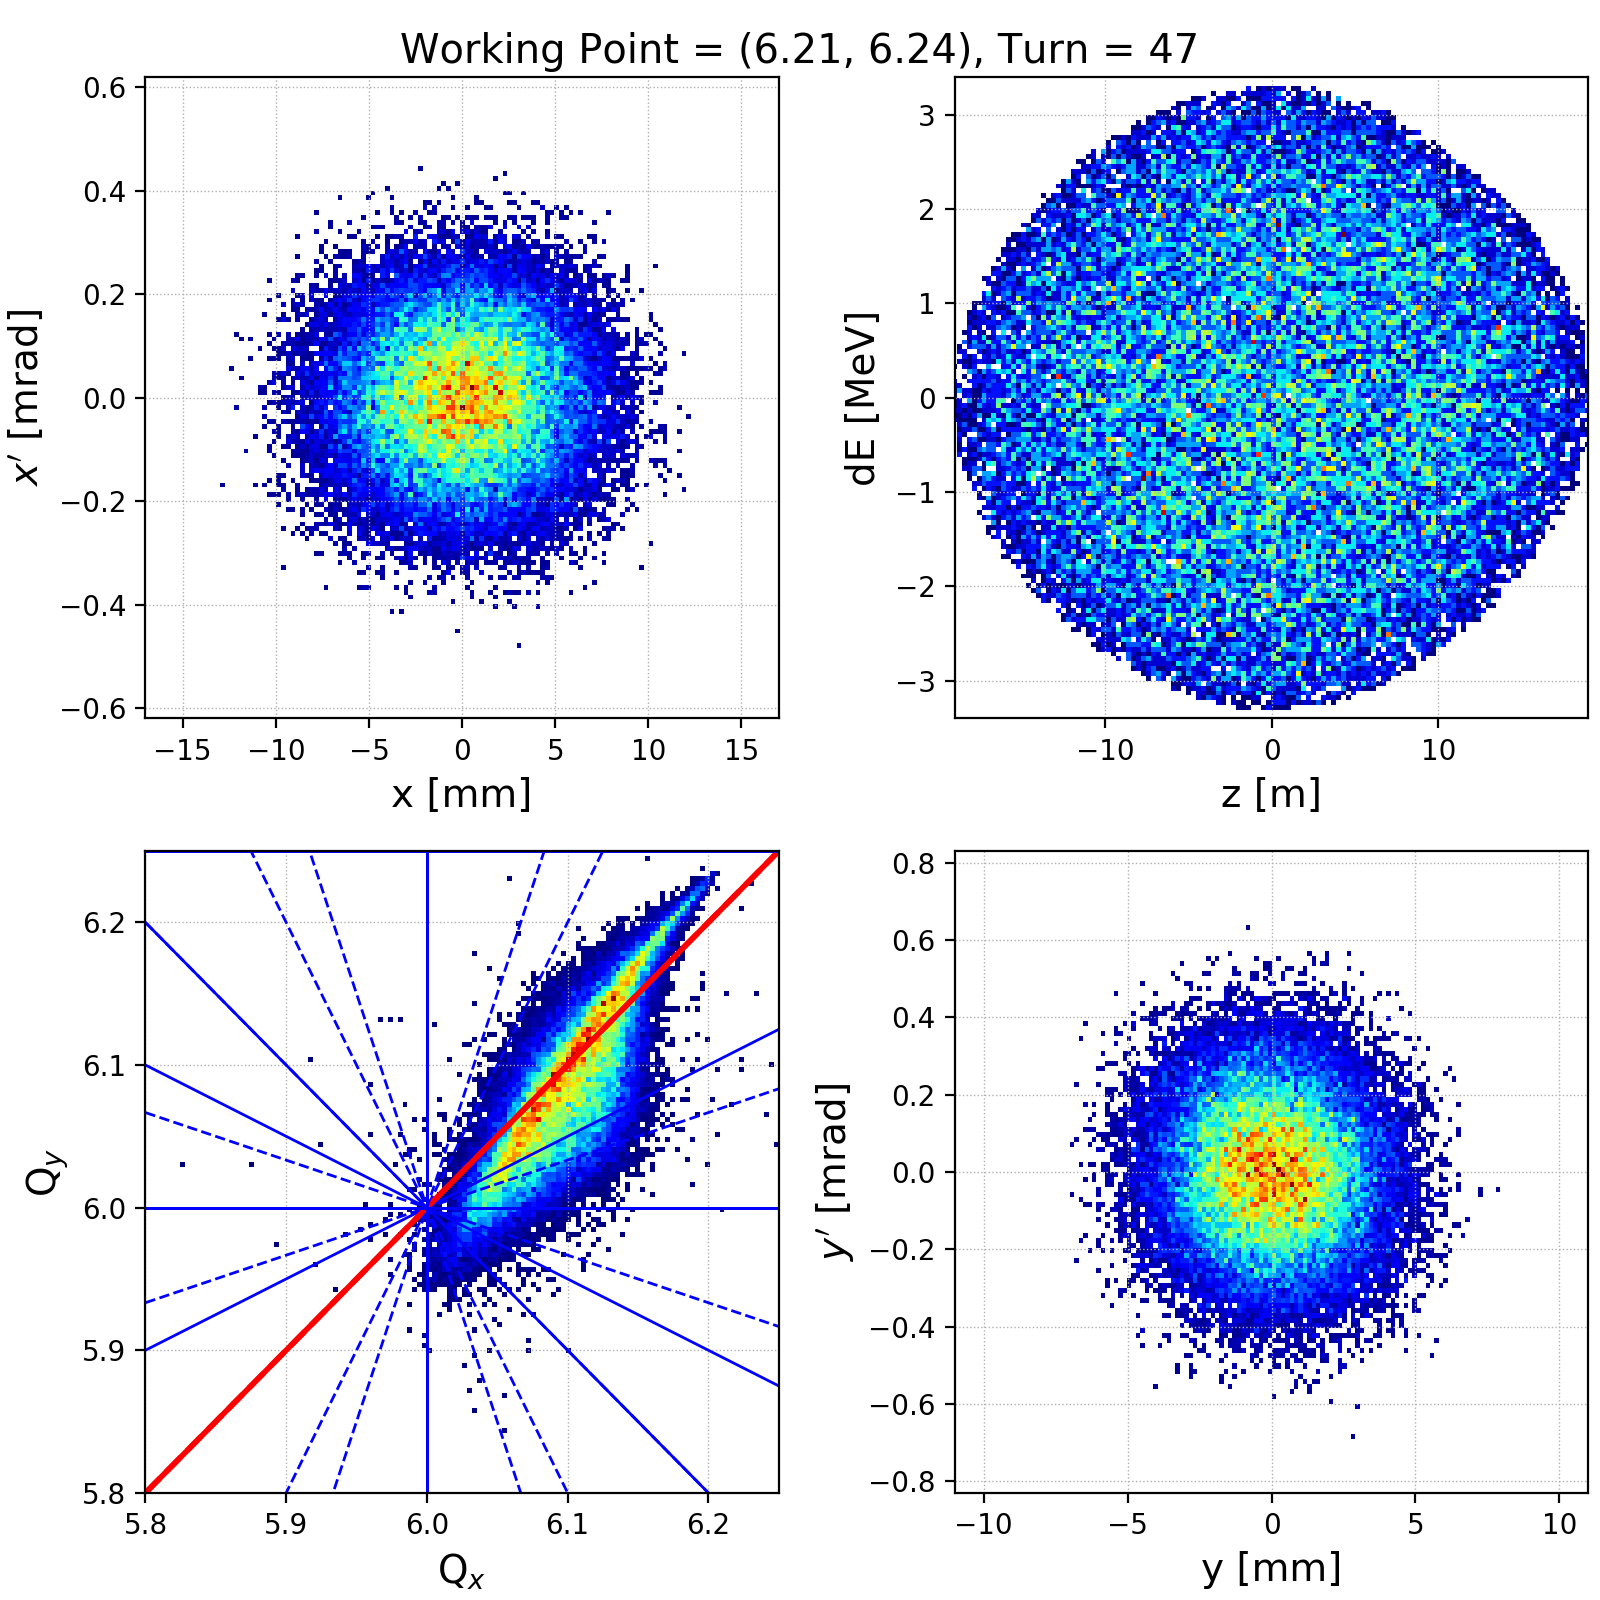 Working Point = (6.21, 6.24), Turn = 47
0.6
0.4
0.2
0.0
−0.2
−0.4
−0.6
x′ [mrad]
−15 −10 −5 0 5 10 15
x [mm]
3
2
1
0
−1
−2
−3
dE [MeV]
−10 0 10
z [m]
6.2
6.1
6.0
5.9
5.8
Qy
5.8 5.9 6.0 6.1 6.2
Qx
0.8
0.6
0.4
0.2
0.0
−0.2
−0.4
−0.6
−0.8
y′ [mrad]
−10 −5 0 5 10
y [mm]